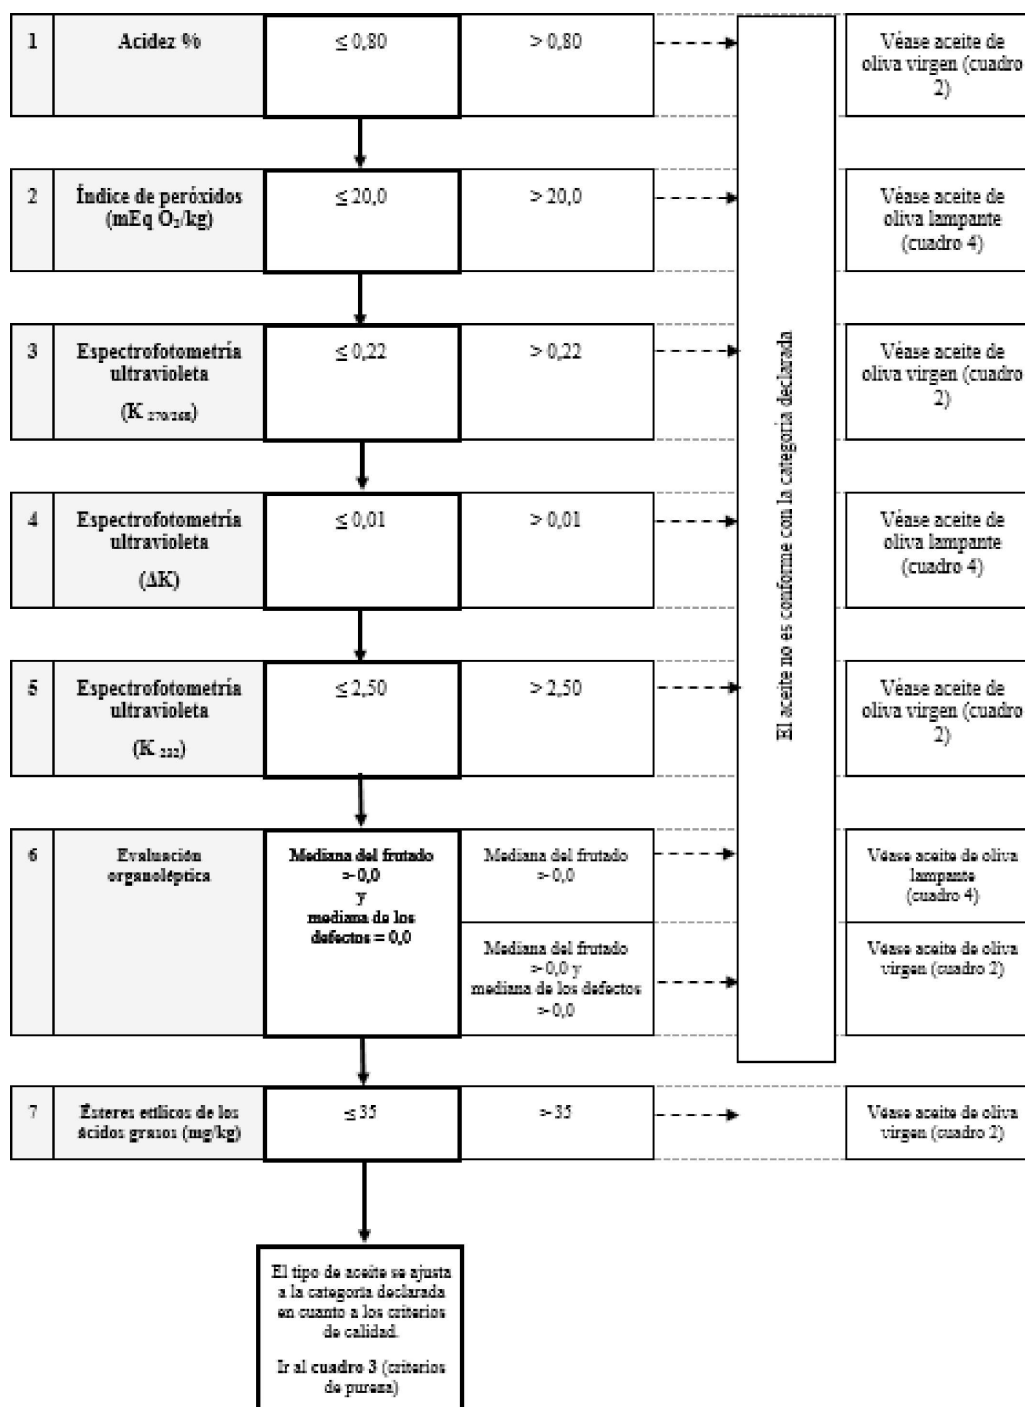 1
Acidez %
≤ 0,80
> 0,80
Véase aceite de
oliva virgen (cuadro
2)
2
Índice de peróxidos
(mEq O₂/kg)
≤ 20,0
> 20,0
Véase aceite de
oliva lampante
(cuadro 4)
3
Espectrofotometría
ultravioleta
(K 270/268)
≤ 0,22
> 0,22
Véase aceite de
oliva virgen (cuadro
2)
4
Espectrofotometría
ultravioleta
(ΔK)
≤ 0,01
> 0,01
Véase aceite de
oliva lampante
(cuadro 4)
5
Espectrofotometría
ultravioleta
(K 232)
≤ 2,50
> 2,50
Véase aceite de
oliva virgen (cuadro
2)
El aceite no es conforme con la categoría declarada
6
Evaluación
organoléptica
Mediana del frutado
> 0,0
y
mediana de los
defectos = 0,0
Mediana del frutado
> 0,0
Véase aceite de oliva
lampante
(cuadro 4)
Mediana del frutado
> 0,0 y
mediana de los defectos
> 0,0
Véase aceite de oliva
virgen (cuadro 2)
7
Ésteres etílicos de los
ácidos grasos (mg/kg)
≤ 35
> 35
Véase aceite de oliva
virgen (cuadro 2)
El tipo de aceite se ajusta
a la categoría declarada
en cuanto a los criterios
de calidad.
Ir al cuadro 3 (criterios
de pureza)